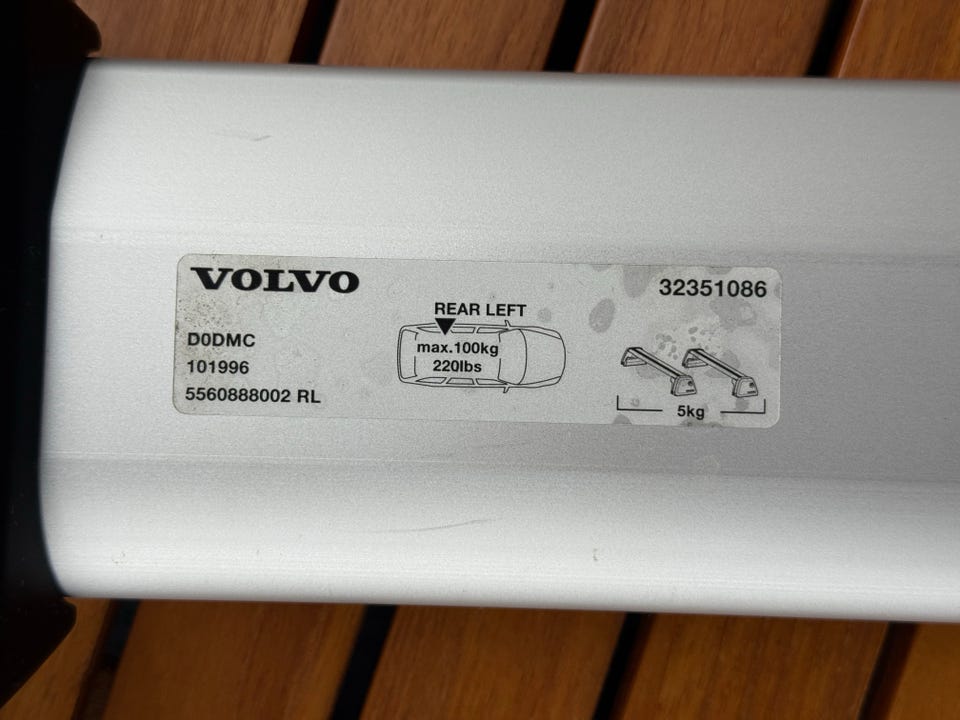 VOLVO
32351086
REAR LEFT
D0DMC
max.100kg
101996
220lbs
5560888002 RL
5kg